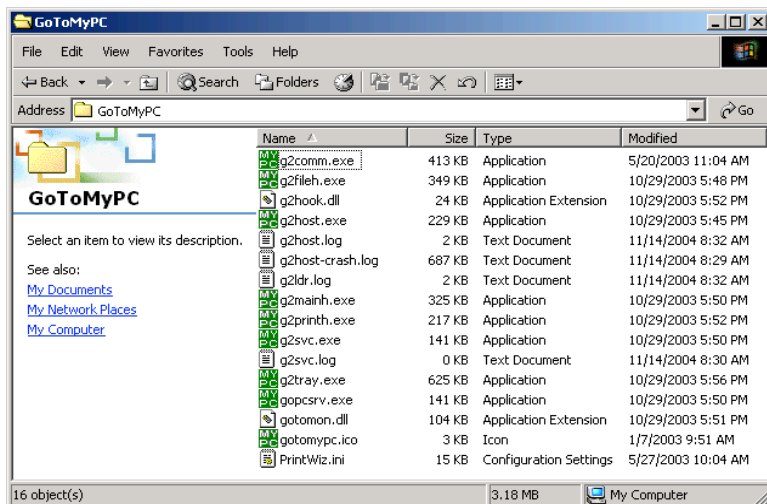 GoToMyPC
File Edit View Favorites Tools Help
Back Search Folders
Address GoToMyPC Go
GoToMyPC
Select an item to view its description.
See also:
My Documents
My Network Places
My Computer
Name Size Type Modified
g2comm.exe 413 KB Application 5/20/2003 11:04 AM
g2fileh.exe 349 KB Application 10/29/2003 5:48 PM
g2hook.dll 24 KB Application Extension 10/29/2003 5:52 PM
g2host.exe 229 KB Application 10/29/2003 5:45 PM
g2host.log 2 KB Text Document 11/14/2004 8:32 AM
g2host-crash.log 687 KB Text Document 11/14/2004 8:29 AM
g2ldr.log 2 KB Text Document 11/14/2004 8:32 AM
g2mainh.exe 325 KB Application 10/29/2003 5:50 PM
g2printh.exe 217 KB Application 10/29/2003 5:52 PM
g2svc.exe 141 KB Application 10/29/2003 5:50 PM
g2svc.log 0 KB Text Document 11/14/2004 8:30 AM
g2tray.exe 625 KB Application 10/29/2003 5:56 PM
gopcsrv.exe 141 KB Application 10/29/2003 5:50 PM
gotomon.dll 104 KB Application Extension 10/29/2003 5:51 PM
gotomypc.ico 3 KB Icon 1/7/2003 9:51 AM
PrintWiz.ini 15 KB Configuration Settings 5/27/2003 10:04 AM
16 object(s) 3.18 MB My Computer